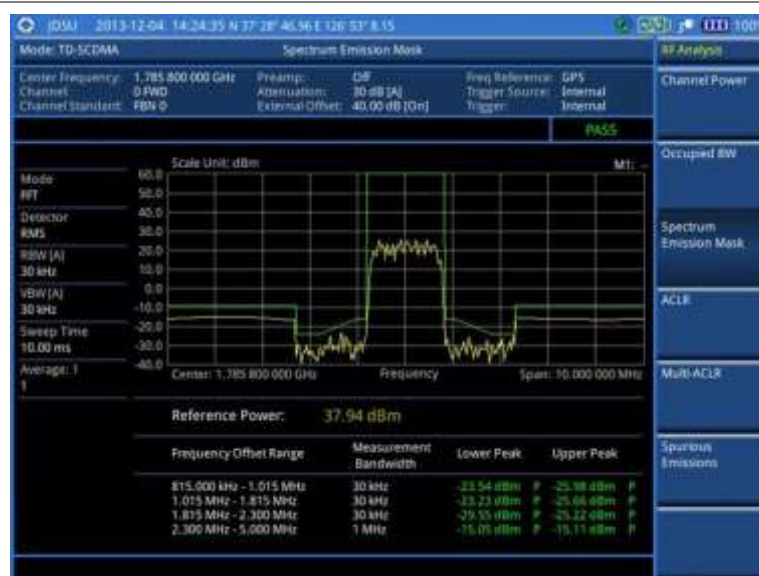 JDSU 2013-12-04 14:24:35 N 37° 28' 46.96 E 126° 53' 8.15 100%
Mode: TD-SCDMA Spectrum Emission Mask RF Analysis
Center Frequency: 1.785 800 000 GHz Preamp: Off Freq Reference: GPS
Channel: 0 FWD Attenuation: 30 dB [A] Trigger Source: Internal
Channel Standard: FBN 0 External Offset: 40.00 dB [On] Trigger: Internal
Channel Power
PASS
Occupied BW
Scale Unit: dBm M1: --
Mode
FFT
Detector
RMS
RBW [A]
30 kHz
VBW [A]
30 kHz
Sweep Time
10.00 ms
Average: 1
1
60.0
50.0
40.0
30.0
20.0
10.0
0.0
-10.0
-20.0
-30.0
-40.0
Center: 1.785 800 000 GHz Frequency Span: 10.000 000 MHz
Spectrum Emission Mask
ACLR
Multi-ACLR
Spurious Emissions
Reference Power: 37.94 dBm
Frequency Offset Range Measurement Bandwidth Lower Peak Upper Peak
815.000 kHz - 1.015 MHz 30 kHz -23.54 dBm P -25.98 dBm P
1.015 MHz - 1.815 MHz 30 kHz -23.23 dBm P -25.66 dBm P
1.815 MHz - 2.300 MHz 30 kHz -29.55 dBm P -25.22 dBm P
2.300 MHz - 5.000 MHz 1 MHz -15.05 dBm P -15.11 dBm P